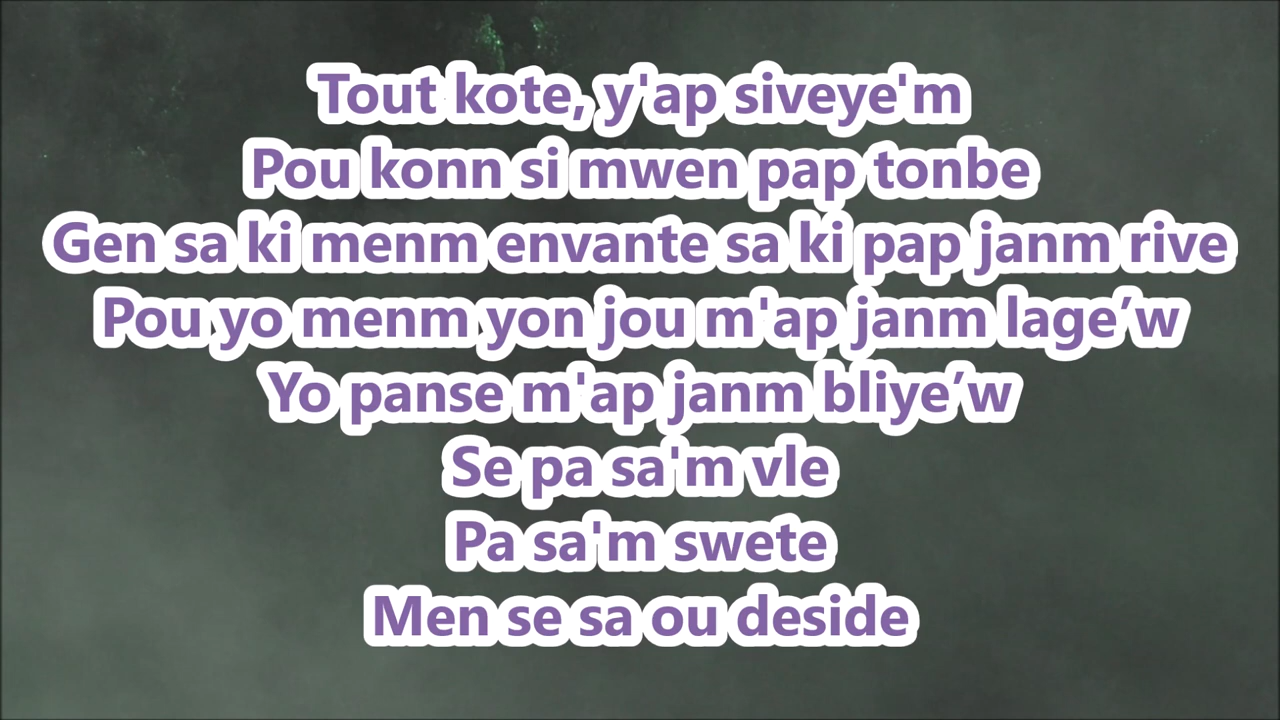 Tout kote, y'ap siveye'm
Pou konn si mwen pap tonbe
Gen sa ki menm envante sa ki pap janm rive
Pou yo menm yon jou m'ap janm lage’w
Yo panse m'ap janm bliye’w
Se pa sa'm vle
Pa sa'm swete
Men se sa ou deside